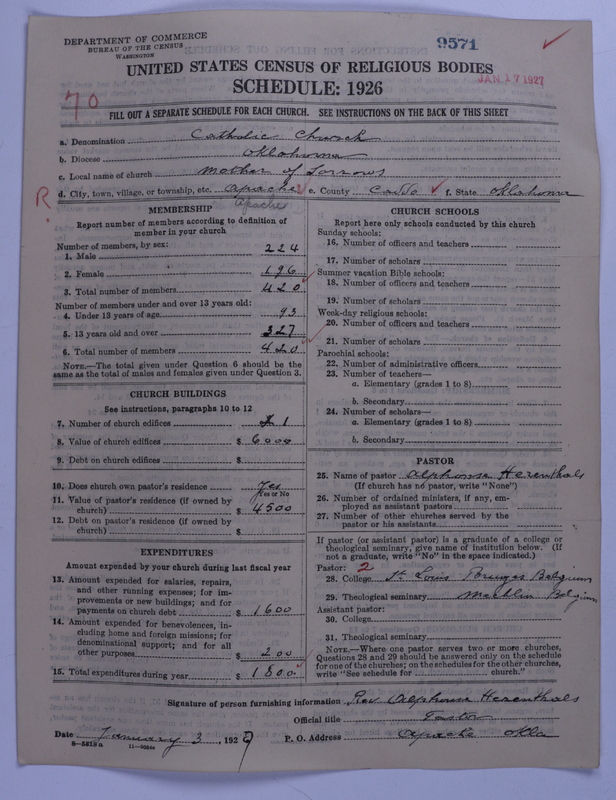 DEPARTMENT OF COMMERCE
BUREAU OF THE CENSUS
WASHINGTON
9571
UNITED STATES CENSUS OF RELIGIOUS BODIES
JAN 17 1927
SCHEDULE: 1926
70
FILL OUT A SEPARATE SCHEDULE FOR EACH CHURCH. SEE INSTRUCTIONS ON THE BACK OF THIS SHEET
a. Denomination Catholic Church
b. Diocese Oklahoma
c. Local name of church Mother of Sorrows
R d. City, town, village, or township, etc. Apache e. County Caddo f. State Oklahoma
Apache
MEMBERSHIP
Report number of members according to definition of
member in your church
Number of members, by sex:
1. Male 224
2. Female 196
3. Total number of members 420
Number of members under and over 13 years old:
4. Under 13 years of age 93
5. 13 years old and over 327
6. Total number of members 420
NOTE.—The total given under Question 6 should be the
same as the total of males and females given under Question 3.
CHURCH BUILDINGS
See instructions, paragraphs 10 to 12
7. Number of church edifices 1
8. Value of church edifices $ 6000
9. Debt on church edifices $
10. Does church own pastor's residence Yes
Yes or No
11. Value of pastor's residence (if owned by
church) $ 4500
12. Debt on pastor's residence (if owned by
church) $
EXPENDITURES
Amount expended by your church during last fiscal year
13. Amount expended for salaries, repairs,
and other running expenses; for im-
provements or new buildings; and for
payments on church debt $ 1600
14. Amount expended for benevolences, in-
cluding home and foreign missions; for
denominational support; and for all
other purposes $ 200
15. Total expenditures during year $ 1800
CHURCH SCHOOLS
Report here only schools conducted by this church
Sunday schools:
16. Number of officers and teachers
17. Number of scholars
Summer vacation Bible schools:
18. Number of officers and teachers
19. Number of scholars
Week-day religious schools:
20. Number of officers and teachers
21. Number of scholars
Parochial schools:
22. Number of administrative officers
23. Number of teachers—
a. Elementary (grades 1 to 8)
b. Secondary
24. Number of scholars—
a. Elementary (grades 1 to 8)
b. Secondary
PASTOR
25. Name of pastor Alphonse Herenthals
(If church has no pastor, write "None")
26. Number of ordained ministers, if any, em-
ployed as assistant pastors
27. Number of other churches served by the
pastor or his assistants
If pastor (or assistant pastor) is a graduate of a college or
theological seminary, give name of institution below. (If
not a graduate, write "No" in the space indicated.)
Pastor: 2
28. College St Louis Bruges Belgium
29. Theological seminary Mechlin Belgium
Assistant pastor:
30. College
31. Theological seminary
NOTE.—Where one pastor serves two or more churches,
Questions 28 and 29 should be answered only on the schedule
for one of the churches; on the schedules for the other churches,
write "See schedule for church."
Signature of person furnishing information Rev. Alphonse Herenthals
Official title Pastor
Date January 3, 1927 P. O. Address Apache Okla
8-5319a 11-9054a